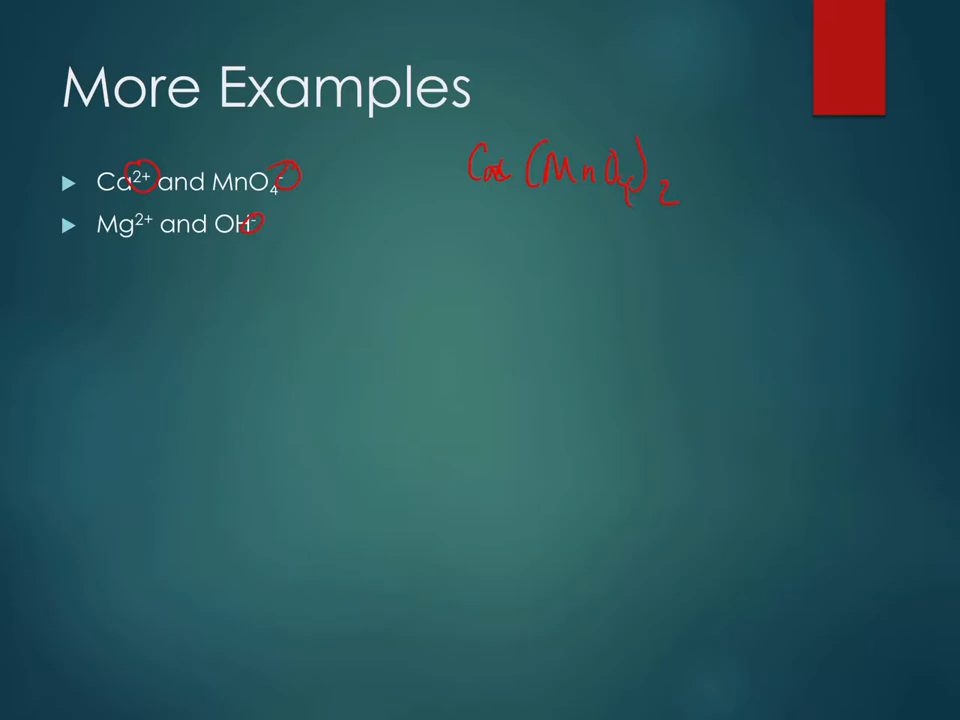 More Examples
Ca²⁺ and MnO₄⁻ Ca (MnO₄)₂
Mg²⁺ and OH⁻